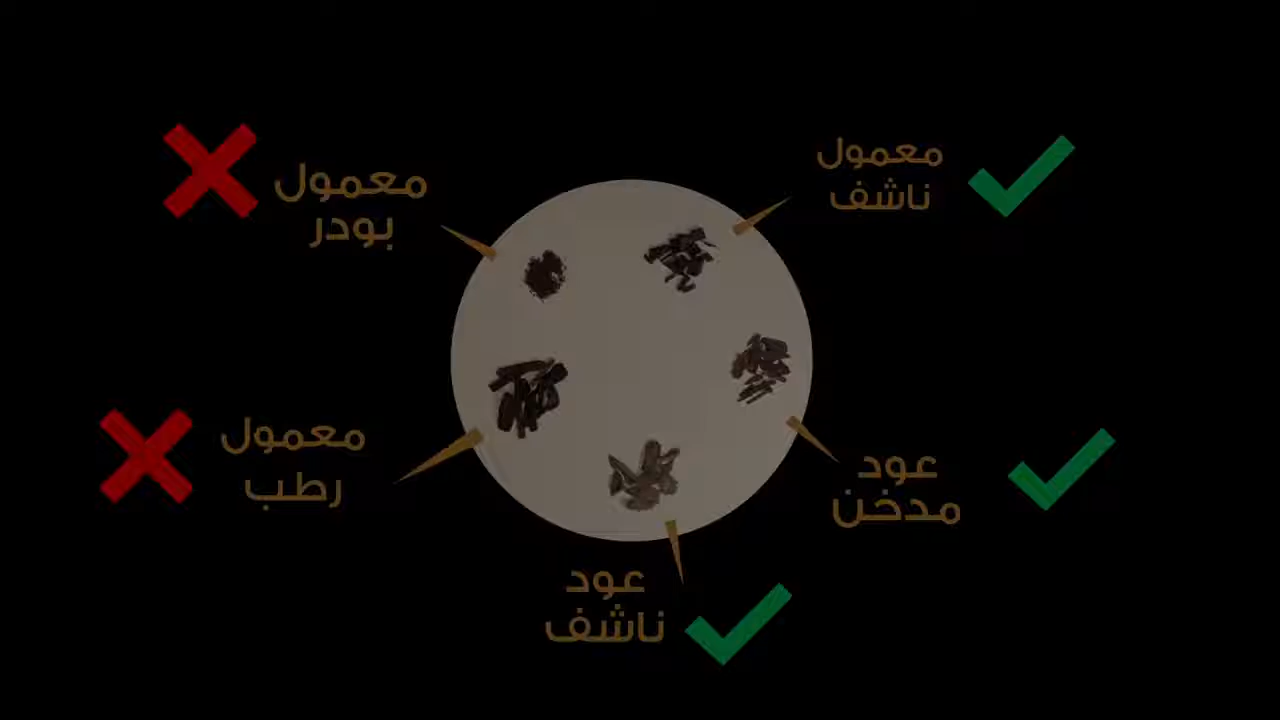 معمول
ناشف
معمول
بودر
عود
مدخن
معمول
رطب
عود
ناشف